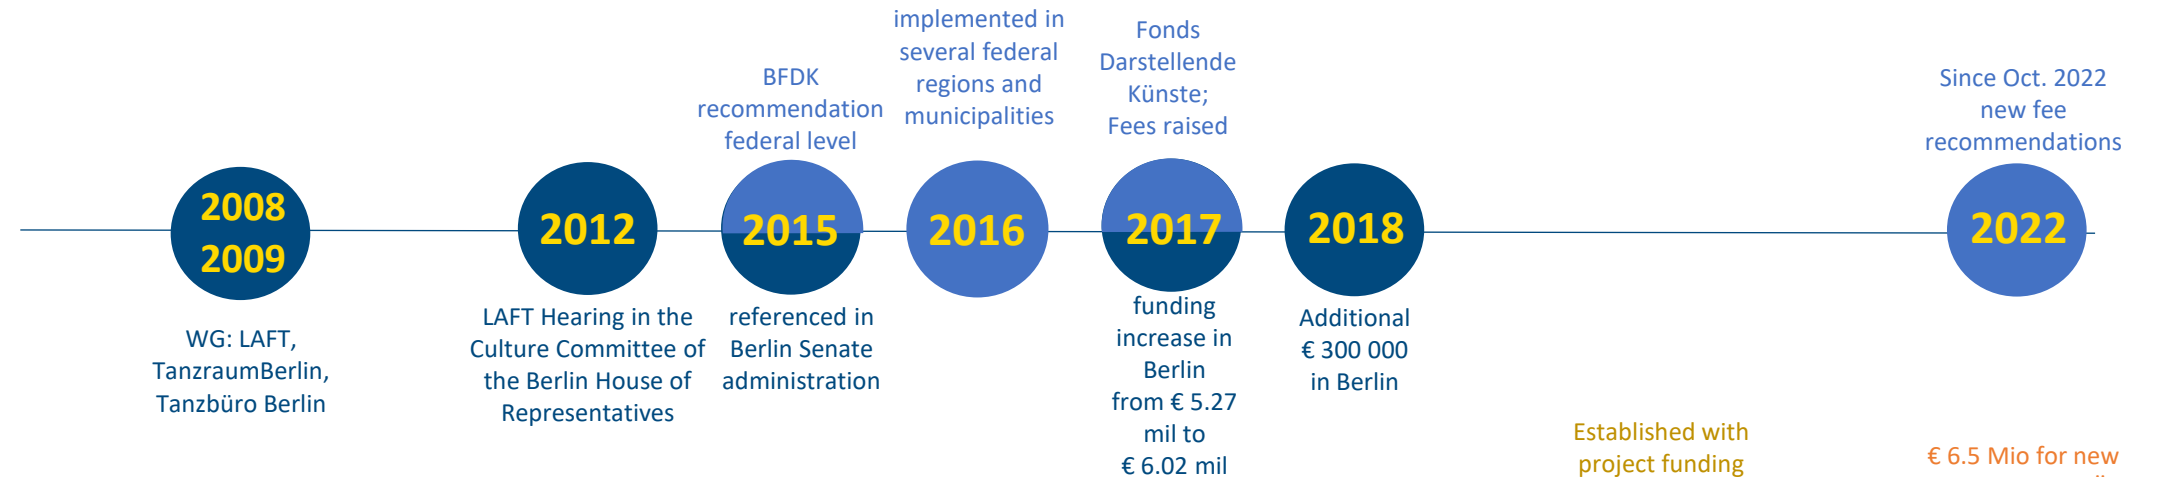 implemented in
several federal
regions and
municipalities
Fonds
Darstellende
Künste;
Fees raised
BFDK
recommendation
federal level
Since Oct. 2022
new fee
recommendations
2008
2009
2012
2015
2016
2017
2018
2022
WG: LAFT,
TanzraumBerlin,
Tanzbüro Berlin
LAFT Hearing in the
Culture Committee of
the Berlin House of
Representatives
referenced in
Berlin Senate
administration
funding
increase in
Berlin
from € 5.27
mil to
€ 6.02 mil
Additional
€ 300 000
in Berlin
Established with
project funding
€ 6.5 Mio for new